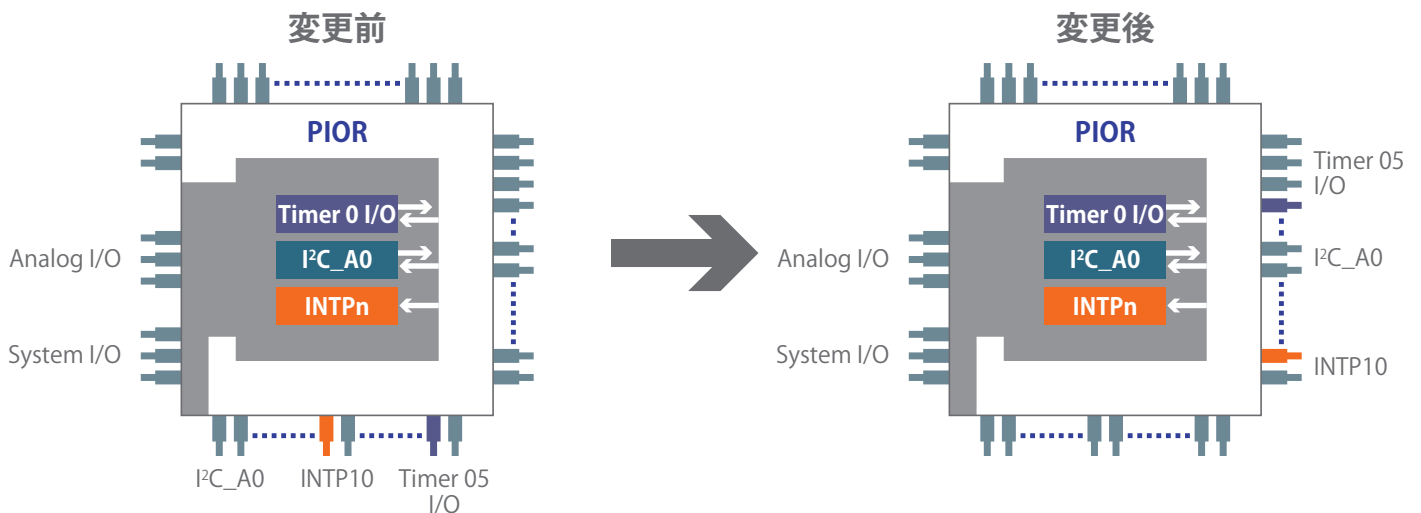 変更前
PIOR
Timer 0 I/O
I²C_A0
INTPn
Analog I/O
System I/O
I²C_A0
INTP10
Timer 05
I/O
変更後
PIOR
Timer 0 I/O
I²C_A0
INTPn
Analog I/O
System I/O
Timer 05
I/O
I²C_A0
INTP10